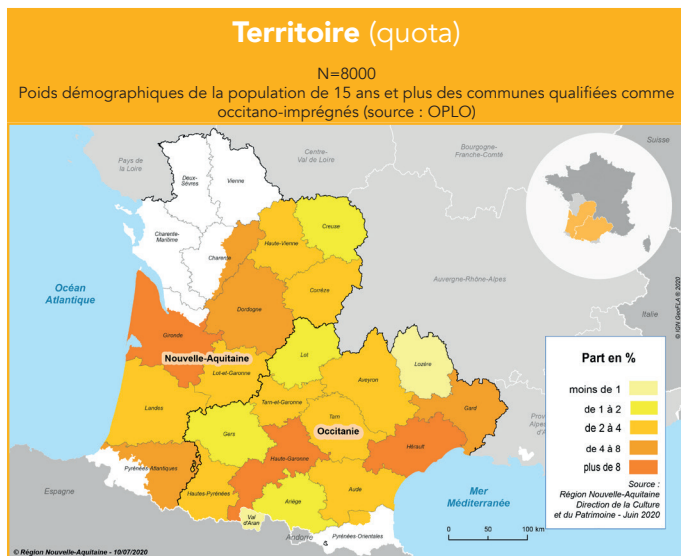 Territoire (quota)
N=8000
Poids démographiques de la population de 15 ans et plus des communes qualifiées comme
occitano-imprégnés (source : OPLO)
Suisse
Pays de
la Loire
Centre-
Val de Loire
Bourgogne-
Franche-Comté
Deux-
Sèvres
Vienne
Creuse
Haute-Vienne
Charente-
Maritime
Charente
Océan
Atlantique
Auvergne-Rhône-Alpes
Corrèze
Dordogne
Italie
© IGN GeoFLA ® 2020
Gironde
Nouvelle-Aquitaine
Lot
Lot-et-Garonne
Aveyron
Lozère
Part en %
moins de 1
de 1 à 2
de 2 à 4
de 4 à 8
plus de 8
Source :
Région Nouvelle-Aquitaine
Direction de la Culture
et du Patrimoine - Juin 2020
Landes
Tarn-et-Garonne
Tarn
Gard
Gers
Occitanie
Haute-Garonne
Hérault
Pyrénées Atlantiques
Hautes-Pyrénées
Ariège
Aude
Espagne
Val
d'Aran
Andorre
Pyrénées-Orientales
Mer
Méditerranée
0 50 100 km
© Région Nouvelle-Aquitaine - 10/07/2020